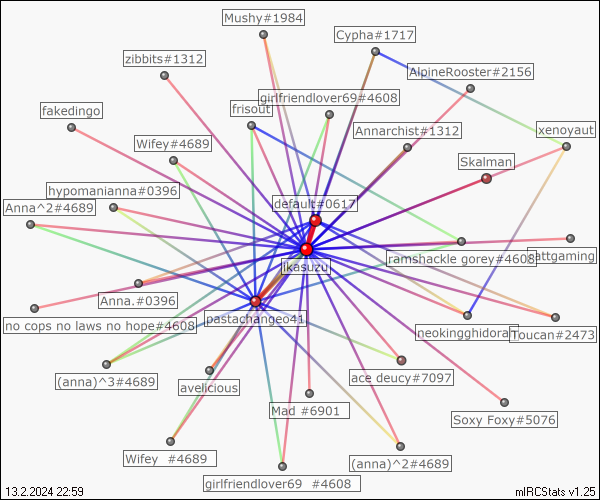 Mushy#1984
Cypha#1717
zibbits#1312
AlpineRooster#2156
girlfriendlover69#4608
fakedingo
frisout
Annarchist#1312
xenoyaut
Wifey#4689
Skalman
hypomanianna#0396
default#0617
Anna^2#4689
ikasuzu
ramshackle gorey#4608
Anna.#0396
pastachangeo41
no cops no laws no hope#4608
neokingghidorah
Toucan#2473
(anna)^3#4689
avelicious
ace deucy#7097
Mad #6901
Soxy Foxy#5076
Wifey #4689
(anna)^2#4689
girlfriendlover69 #4608
13.2.2024 22:59
mIRCStats v1.25